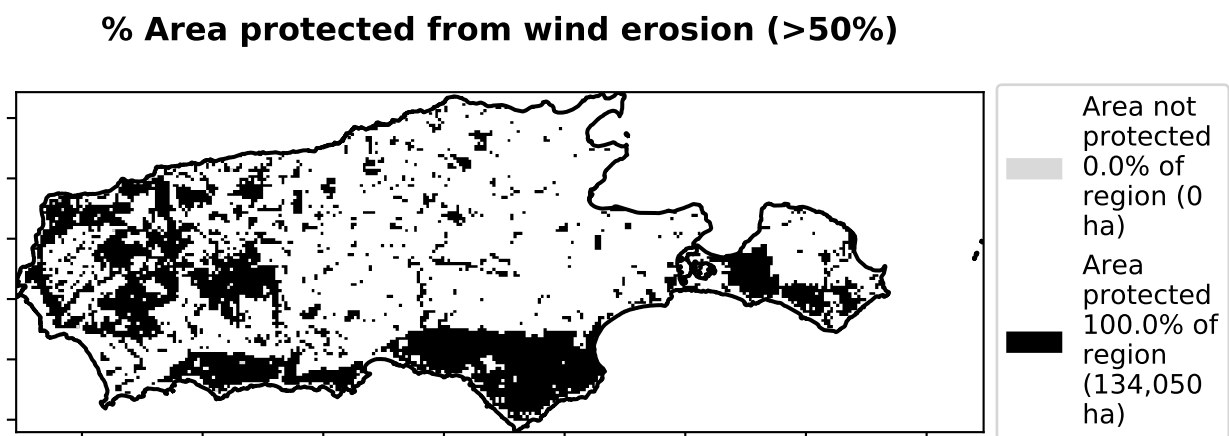 % Area protected from wind erosion (>50%)
Area not
protected
0.0% of
region (0
ha)
Area
protected
100.0% of
region
(134,050
ha)